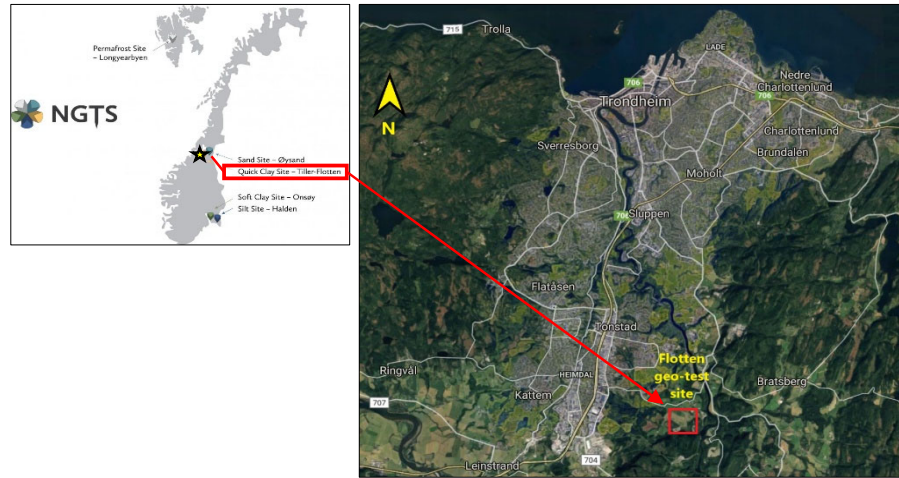 Permafrost Site
– Longyearbyen
NGTS
Sand Site – Øysand
Quick Clay Site – Tiller-Flotten
Soft Clay Site – Onsøy
Silt Site – Halden
715
Trolla
LADE
706
Nedre
Charlottenlund
706
Trondheim
N
Charlottenlund
Sverresborg
Brundalen
Moholt
706
Sluppen
Flatåsen
Tonstad
Flotten
geo-test
site
Ringvål
HEIMDAL
Bratsberg
Kattem
707
704
Leinstrand